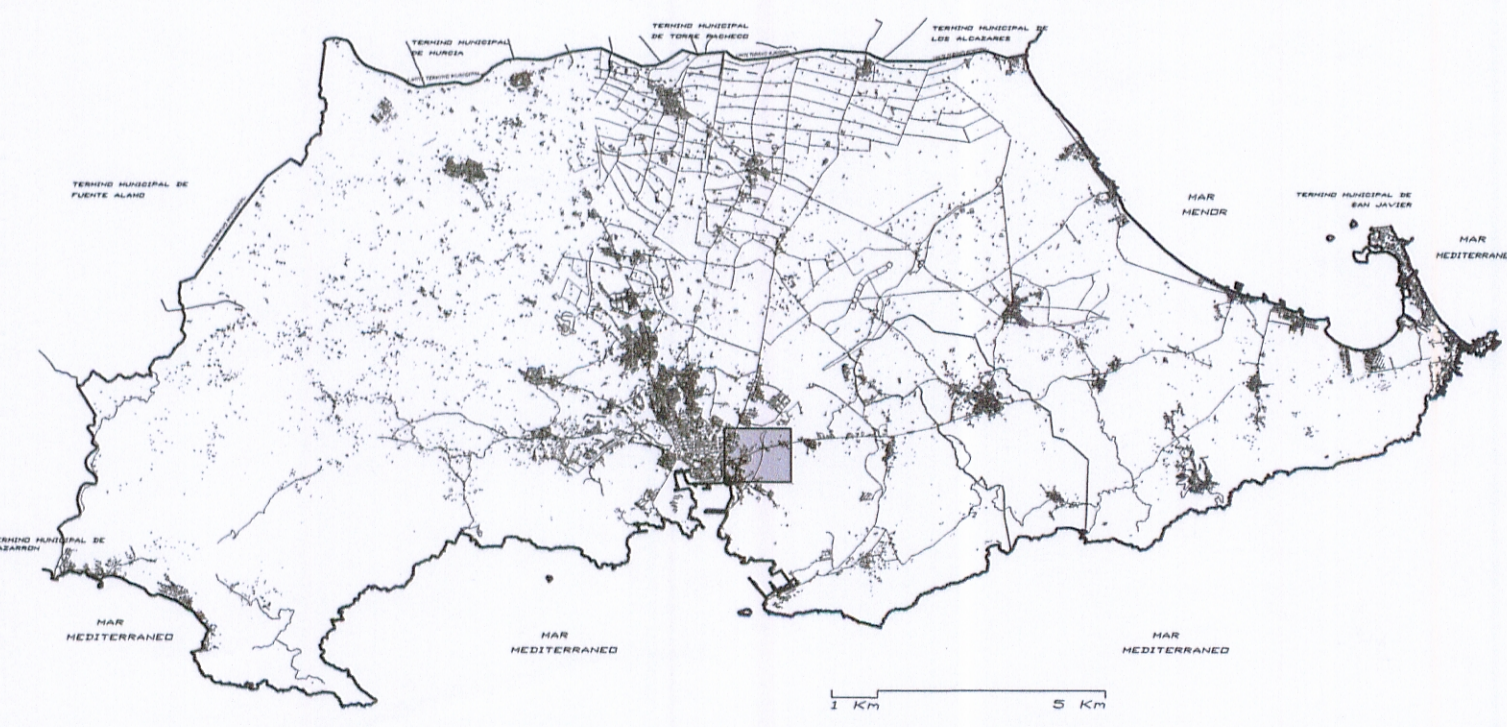 TERMINO MUNICIPAL
DE TORRE PACHECO
TERMINO MUNICIPAL DE
LOS ALCAZARES
TERMINO MUNICIPAL
DE MURCIA
TERMINO MUNICIPAL DE
FUENTE ALAMO
MAR
MENOR
TERMINO MUNICIPAL DE
SAN JAVIER
MAR
MEDITERRANE
TERMINO MUNICIPAL DE
AZARRON
MAR
MEDITERRANEO
MAR
MEDITERRANEO
MAR
MEDITERRANEO
1 Km 5 Km